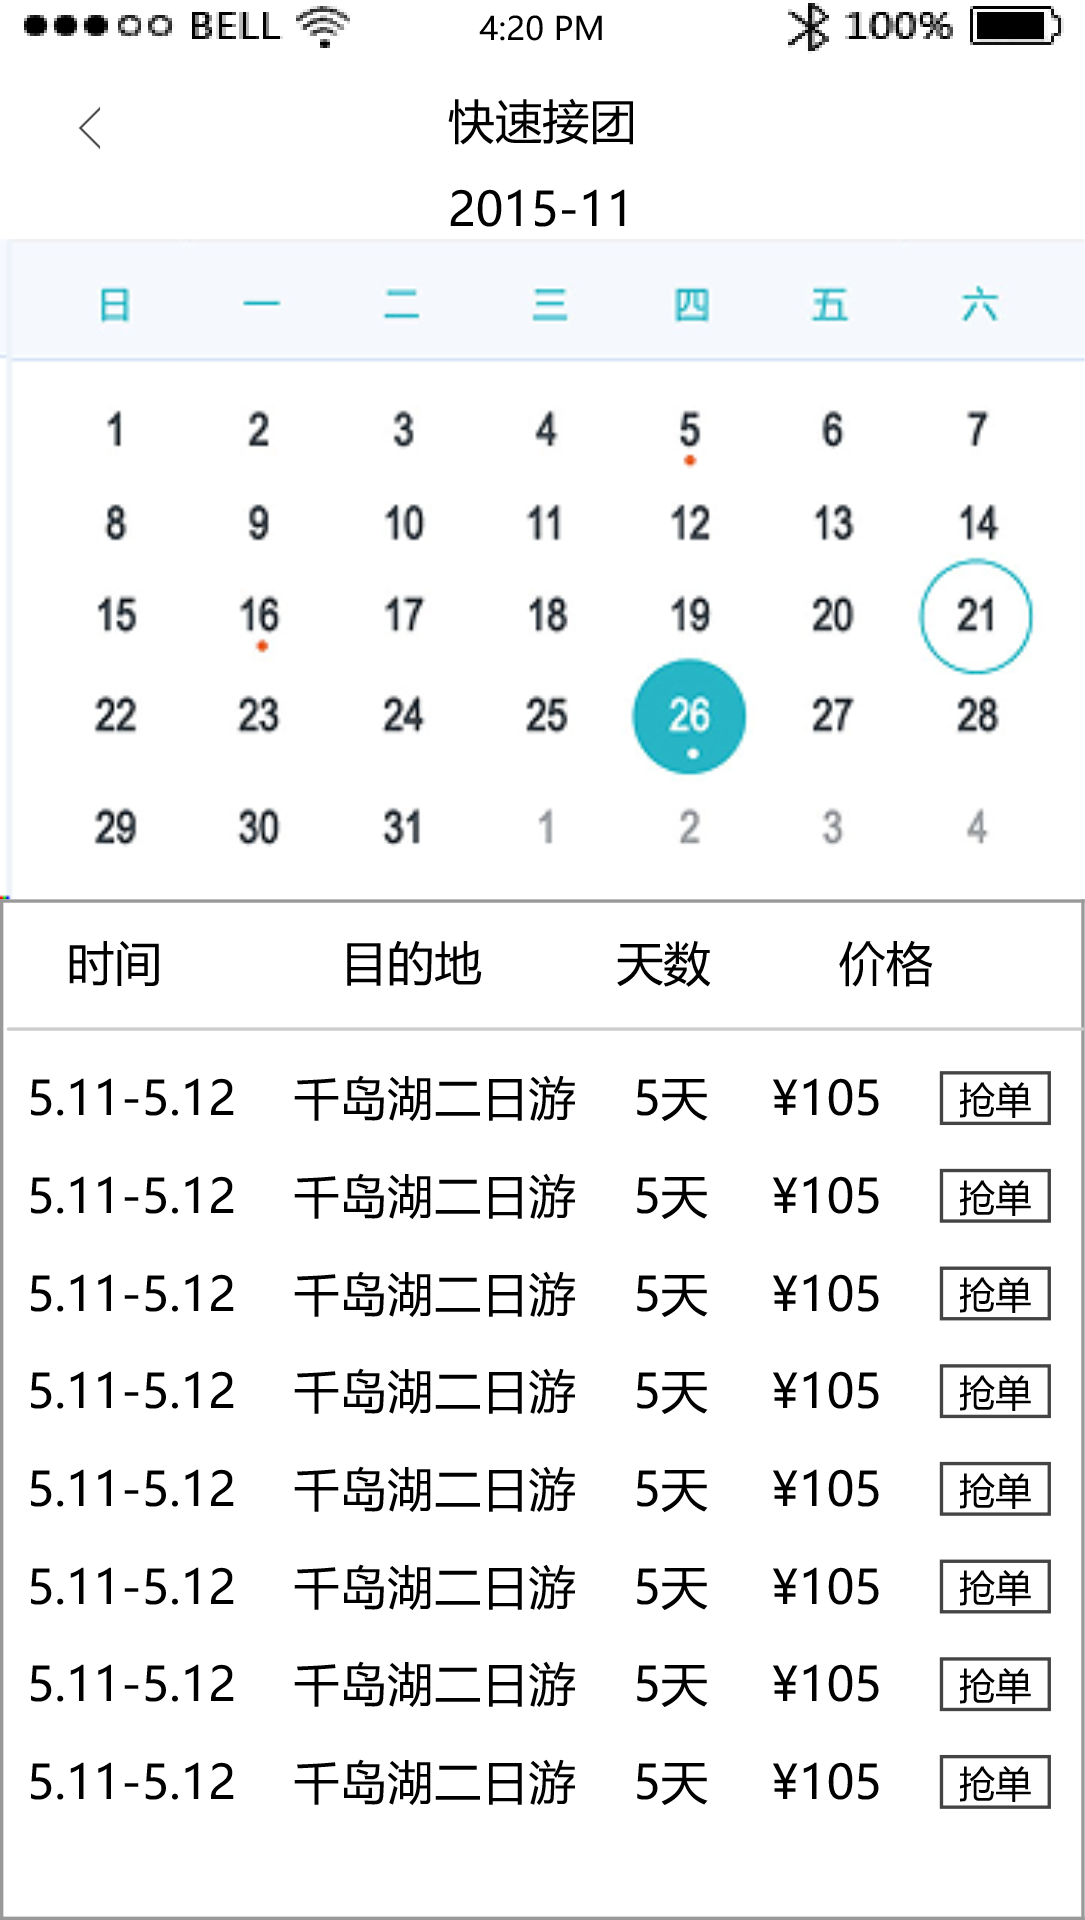 BELL 4:20 PM 100%
快速接团
2015-11
日 一 二 三 四 五 六
1 2 3 4 5 6 7
8 9 10 11 12 13 14
15 16 17 18 19 20 21
22 23 24 25 26 27 28
29 30 31 1 2 3 4
时间 目的地 天数 价格
5.11-5.12 千岛湖二日游 5天 ¥105 抢单
5.11-5.12 千岛湖二日游 5天 ¥105 抢单
5.11-5.12 千岛湖二日游 5天 ¥105 抢单
5.11-5.12 千岛湖二日游 5天 ¥105 抢单
5.11-5.12 千岛湖二日游 5天 ¥105 抢单
5.11-5.12 千岛湖二日游 5天 ¥105 抢单
5.11-5.12 千岛湖二日游 5天 ¥105 抢单
5.11-5.12 千岛湖二日游 5天 ¥105 抢单